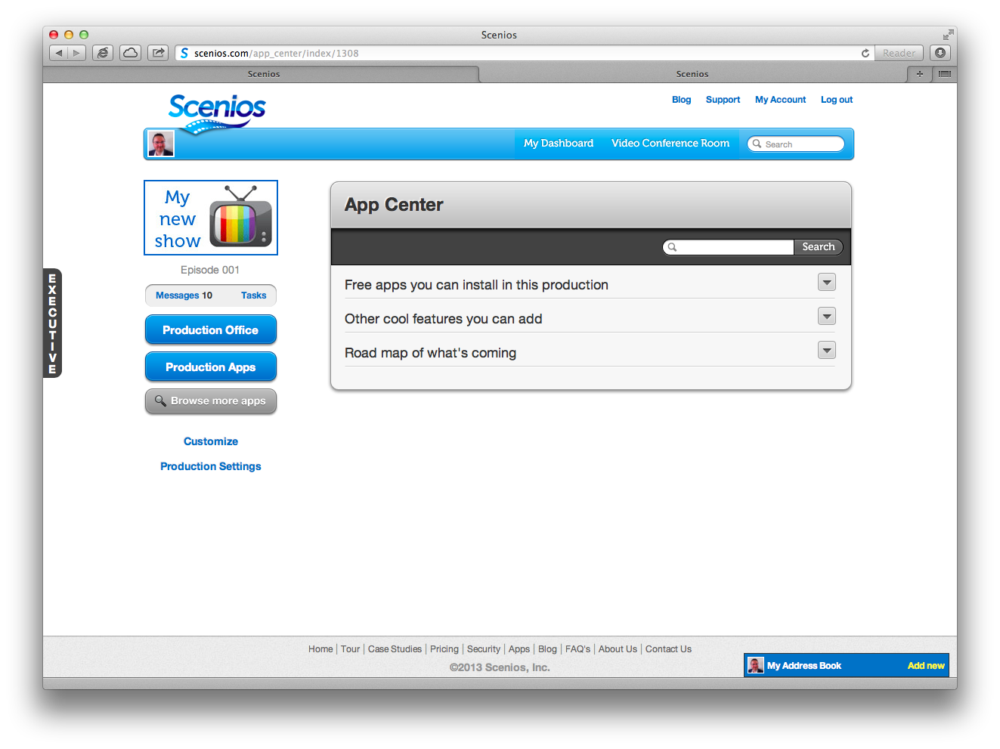 Scenios
scenios.com/app_center/index/1308
Reader
Scenios
Scenios
Scenios
Blog
Support
My Account
Log out
My Dashboard
Video Conference Room
Search
My
new
show
Episode 001
Messages 10
Tasks
Production Office
Production Apps
Browse more apps
Customize
Production Settings
EXECUTIVE
App Center
Search
Free apps you can install in this production
Other cool features you can add
Road map of what's coming
Home | Tour | Case Studies | Pricing | Security | Apps | Blog | FAQ's | About Us | Contact Us
©2013 Scenios, Inc.
My Address Book
Add new